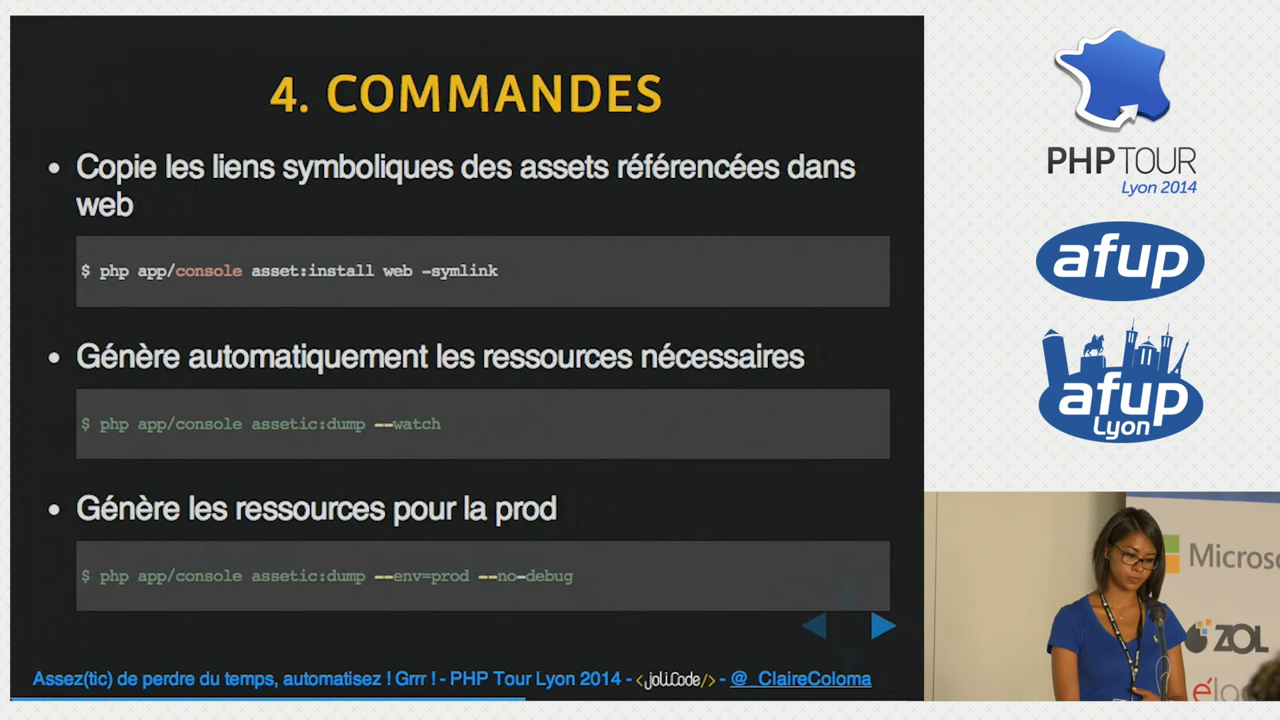 4. COMMANDES
• Copie les liens symboliques des assets référencées dans
web
$ php app/console asset:install web -symlink
• Génère automatiquement les ressources nécessaires
$ php app/console assetic:dump --watch
• Génère les ressources pour la prod
$ php app/console assetic:dump --env=prod --no-debug
Assez(tic) de perdre du temps, automatisez ! Grrr ! - PHP Tour Lyon 2014 - <joliCode/> - @_ClaireColoma
PHP TOUR
Lyon 2014
afup
afup
Lyon
Microso
ZOL
élo